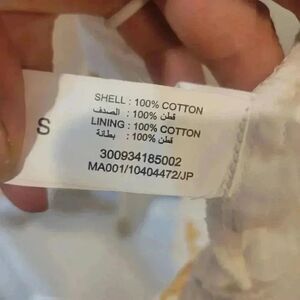 SHELL : 100% COTTON
قطن %100 : الصدف
LINING : 100% COTTON
قطن %100 : بطانة
S
300934185002
MA001/10404472/JP